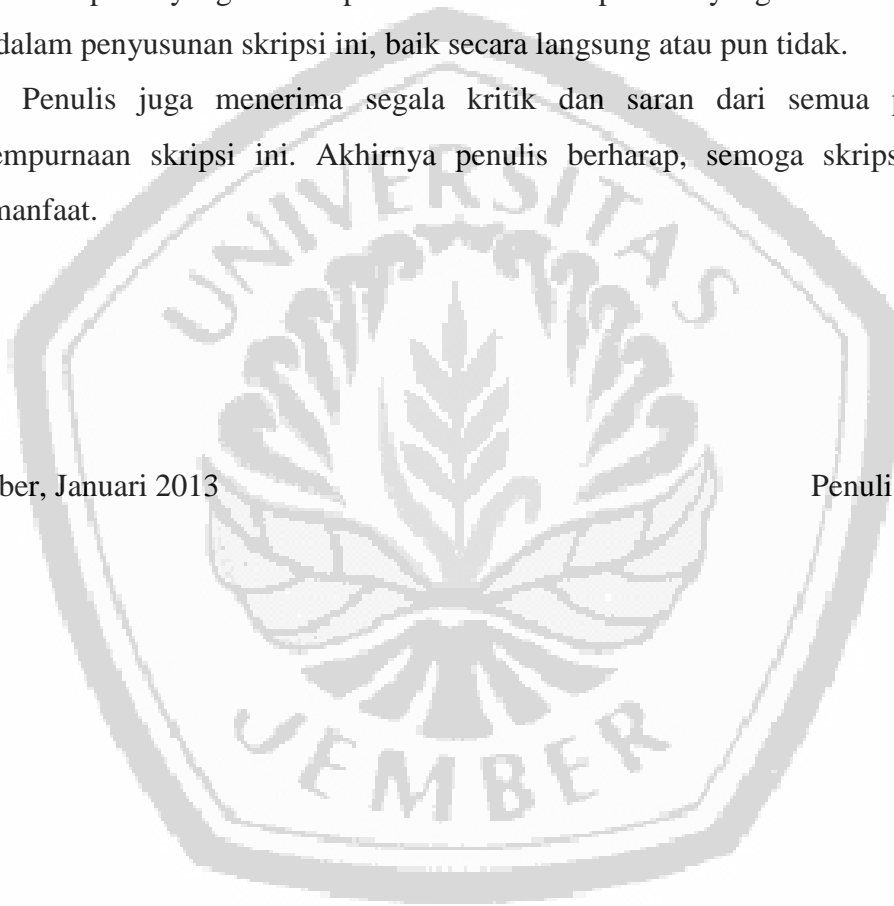 dalam penyusunan skripsi ini, baik secara langsung atau pun tidak.
Penulis juga menerima segala kritik dan saran dari semua p
empurnaan skripsi ini. Akhirnya penulis berharap, semoga skrips
manfaat.
UNIVERSITAS
ber, Januari 2013 Penuli
JEMBER